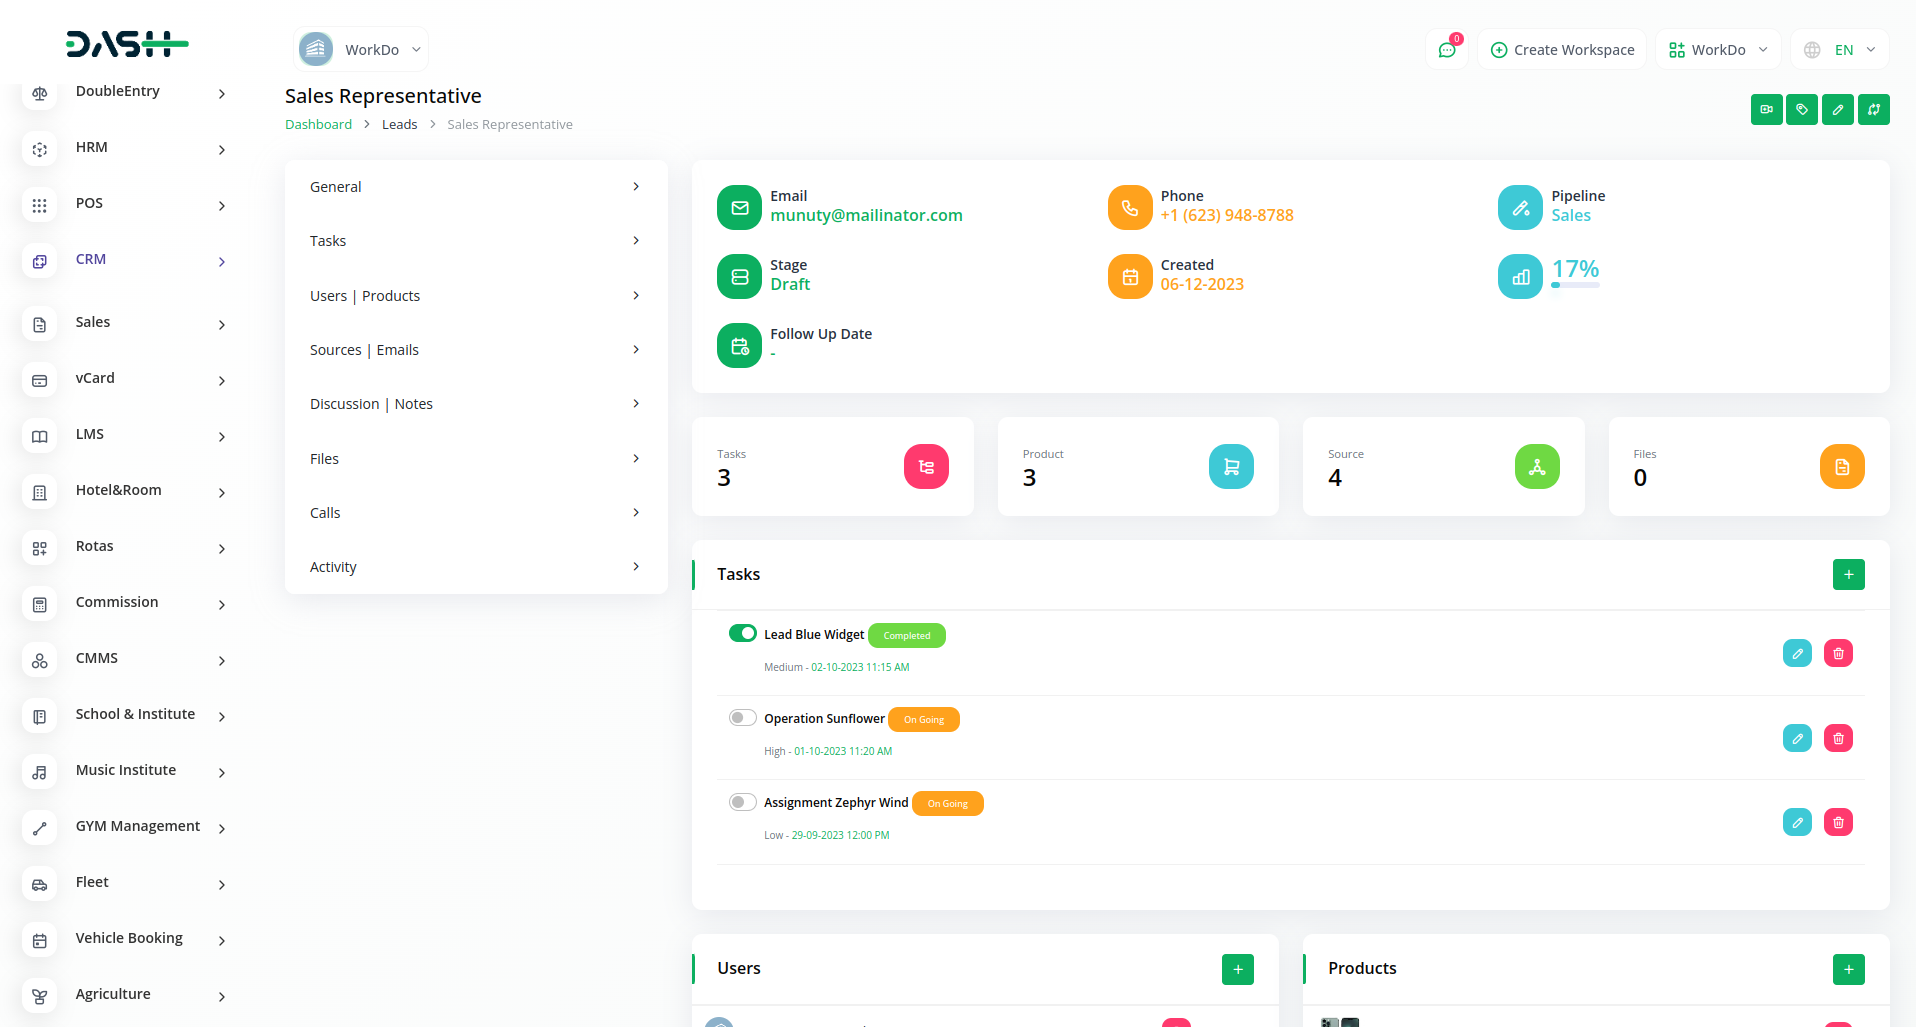 DASH
WorkDo
0
Create Workspace
WorkDo
EN
DoubleEntry
HRM
POS
CRM
Sales
vCard
LMS
Hotel&Room
Rotas
Commission
CMMS
School & Institute
Music Institute
GYM Management
Fleet
Vehicle Booking
Agriculture
Sales Representative
Dashboard > Leads > Sales Representative
General
Tasks
Users | Products
Sources | Emails
Discussion | Notes
Files
Calls
Activity
Email
munuty@mailinator.com
Phone
+1 (623) 948-8788
Pipeline
Sales
Stage
Draft
Created
06-12-2023
17%
Follow Up Date
-
Tasks
3
Product
3
Source
4
Files
0
Tasks
Lead Blue Widget Completed
Medium - 02-10-2023 11:15 AM
Operation Sunflower On Going
High - 01-10-2023 11:20 AM
Assignment Zephyr Wind On Going
Low - 29-09-2023 12:00 PM
Users
Products